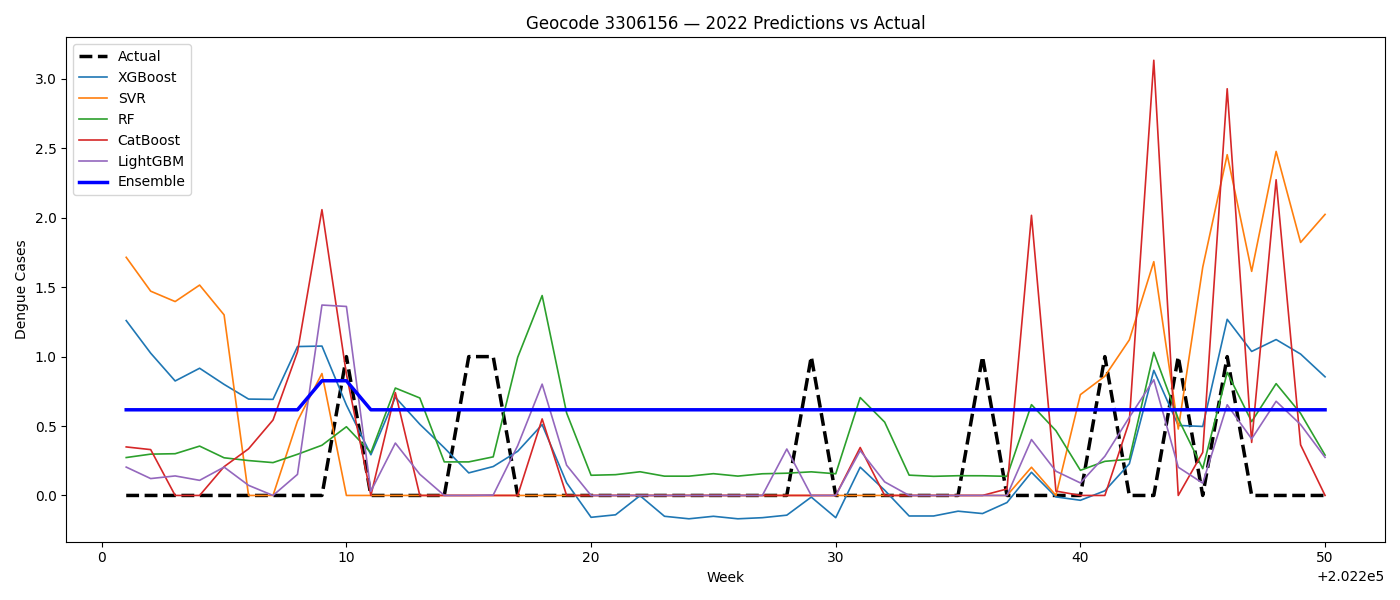 Geocode 3306156 — 2022 Predictions vs Actual
Actual
XGBoost
SVR
RF
CatBoost
LightGBM
Ensemble
Dengue Cases
3.0
2.5
2.0
1.5
1.0
0.5
0.0
0 10 20 30 40 50
Week
+2.022e5